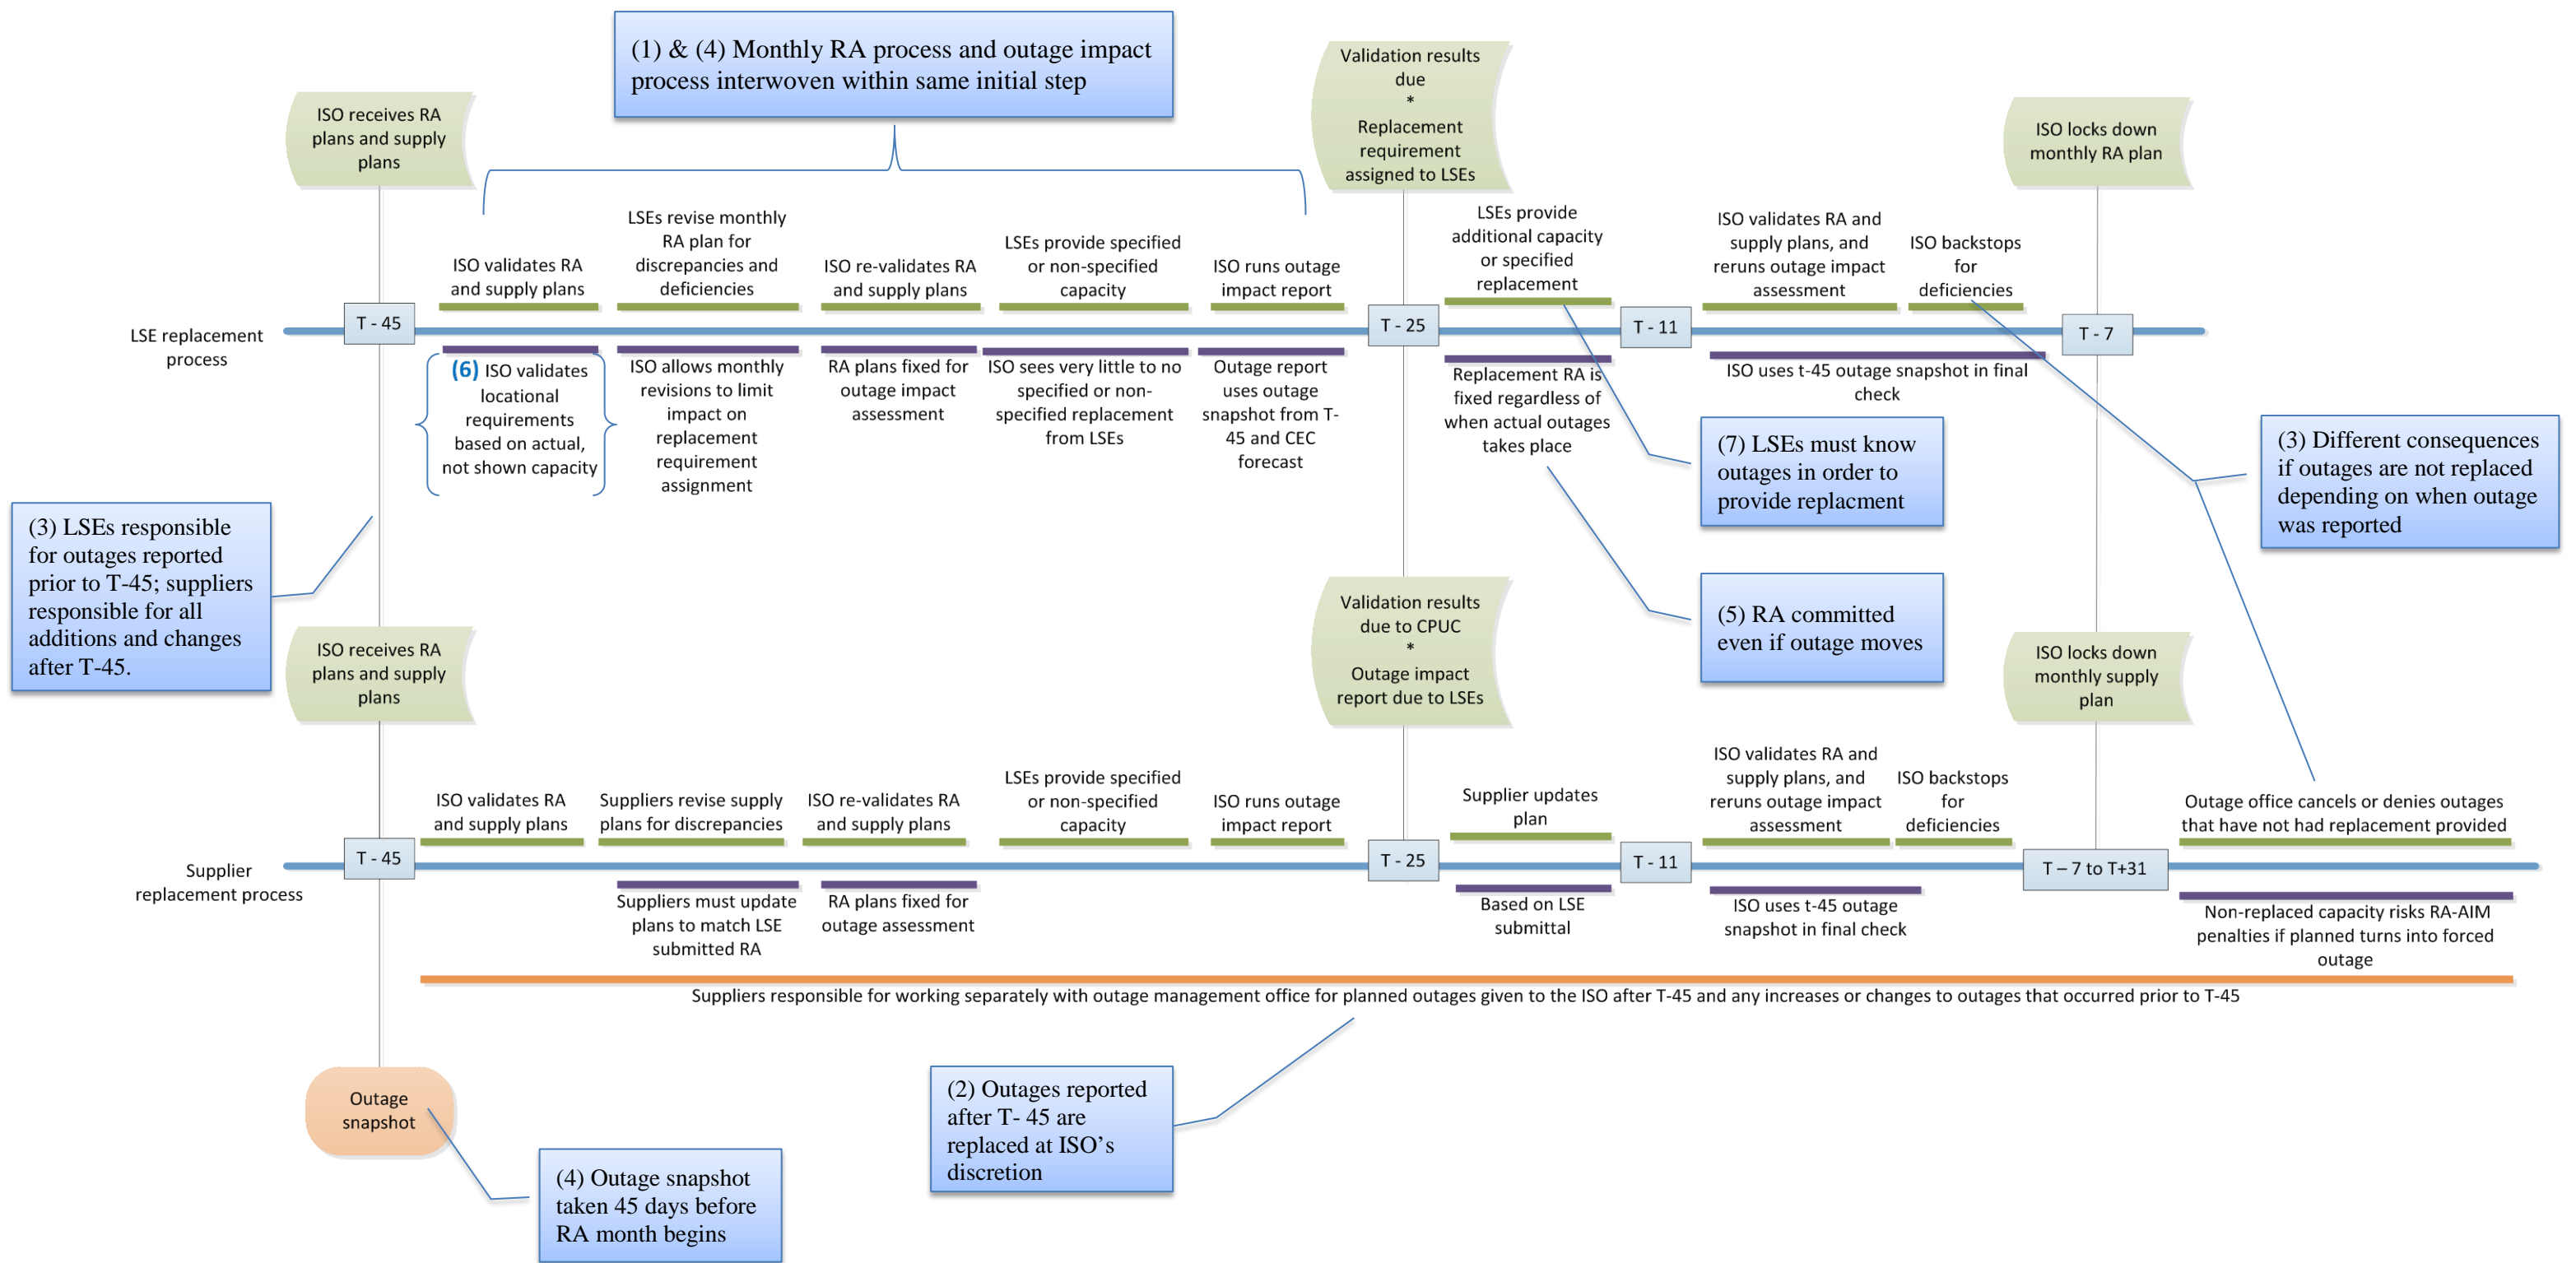 (1) & (4) Monthly RA process and outage impact
process interwoven within same initial step
ISO receives RA
plans and supply
plans
Validation results
due
*
Replacement
requirement
assigned to LSEs
ISO locks down
monthly RA plan
ISO validates RA
and supply plans
LSEs revise monthly
RA plan for
discrepancies and
deficiencies
ISO re-validates RA
and supply plans
LSEs provide specified
or non-specified
capacity
ISO runs outage
impact report
LSEs provide
additional capacity
or specified
replacement
ISO validates RA and
supply plans, and
reruns outage impact
assessment
ISO backstops
for
deficiencies
LSE replacement
process
T - 45
T - 25
T - 11
T - 7
(6) ISO validates
locational
requirements
based on actual,
not shown capacity
ISO allows monthly
revisions to limit
impact on
replacement
requirement
assignment
RA plans fixed for
outage impact
assessment
ISO sees very little to no
specified or non-
specified replacement
from LSEs
Outage report
uses outage
snapshot from T-
45 and CEC
forecast
Replacement RA is
fixed regardless of
when actual outages
takes place
ISO uses t-45 outage snapshot in final
check
(7) LSEs must know
outages in order to
provide replacment
(3) Different consequences
if outages are not replaced
depending on when outage
was reported
(3) LSEs responsible
for outages reported
prior to T-45; suppliers
responsible for all
additions and changes
after T-45.
(5) RA committed
even if outage moves
ISO receives RA
plans and supply
plans
Validation results
due to CPUC
*
Outage impact
report due to LSEs
ISO locks down
monthly supply
plan
ISO validates RA
and supply plans
Suppliers revise supply
plans for discrepancies
ISO re-validates RA
and supply plans
LSEs provide specified
or non-specified
capacity
ISO runs outage
impact report
Supplier updates
plan
ISO validates RA and
supply plans, and
reruns outage impact
assessment
ISO backstops
for
deficiencies
Outage office cancels or denies outages
that have not had replacement provided
Supplier
replacement process
T - 45
T - 25
T - 11
T – 7 to T+31
Suppliers must update
plans to match LSE
submitted RA
RA plans fixed for
outage assessment
Based on LSE
submittal
ISO uses t-45 outage
snapshot in final check
Non-replaced capacity risks RA-AIM
penalties if planned turns into forced
outage
Suppliers responsible for working separately with outage management office for planned outages given to the ISO after T-45 and any increases or changes to outages that occurred prior to T-45
Outage
snapshot
(2) Outages reported
after T- 45 are
replaced at ISO’s
discretion
(4) Outage snapshot
taken 45 days before
RA month begins